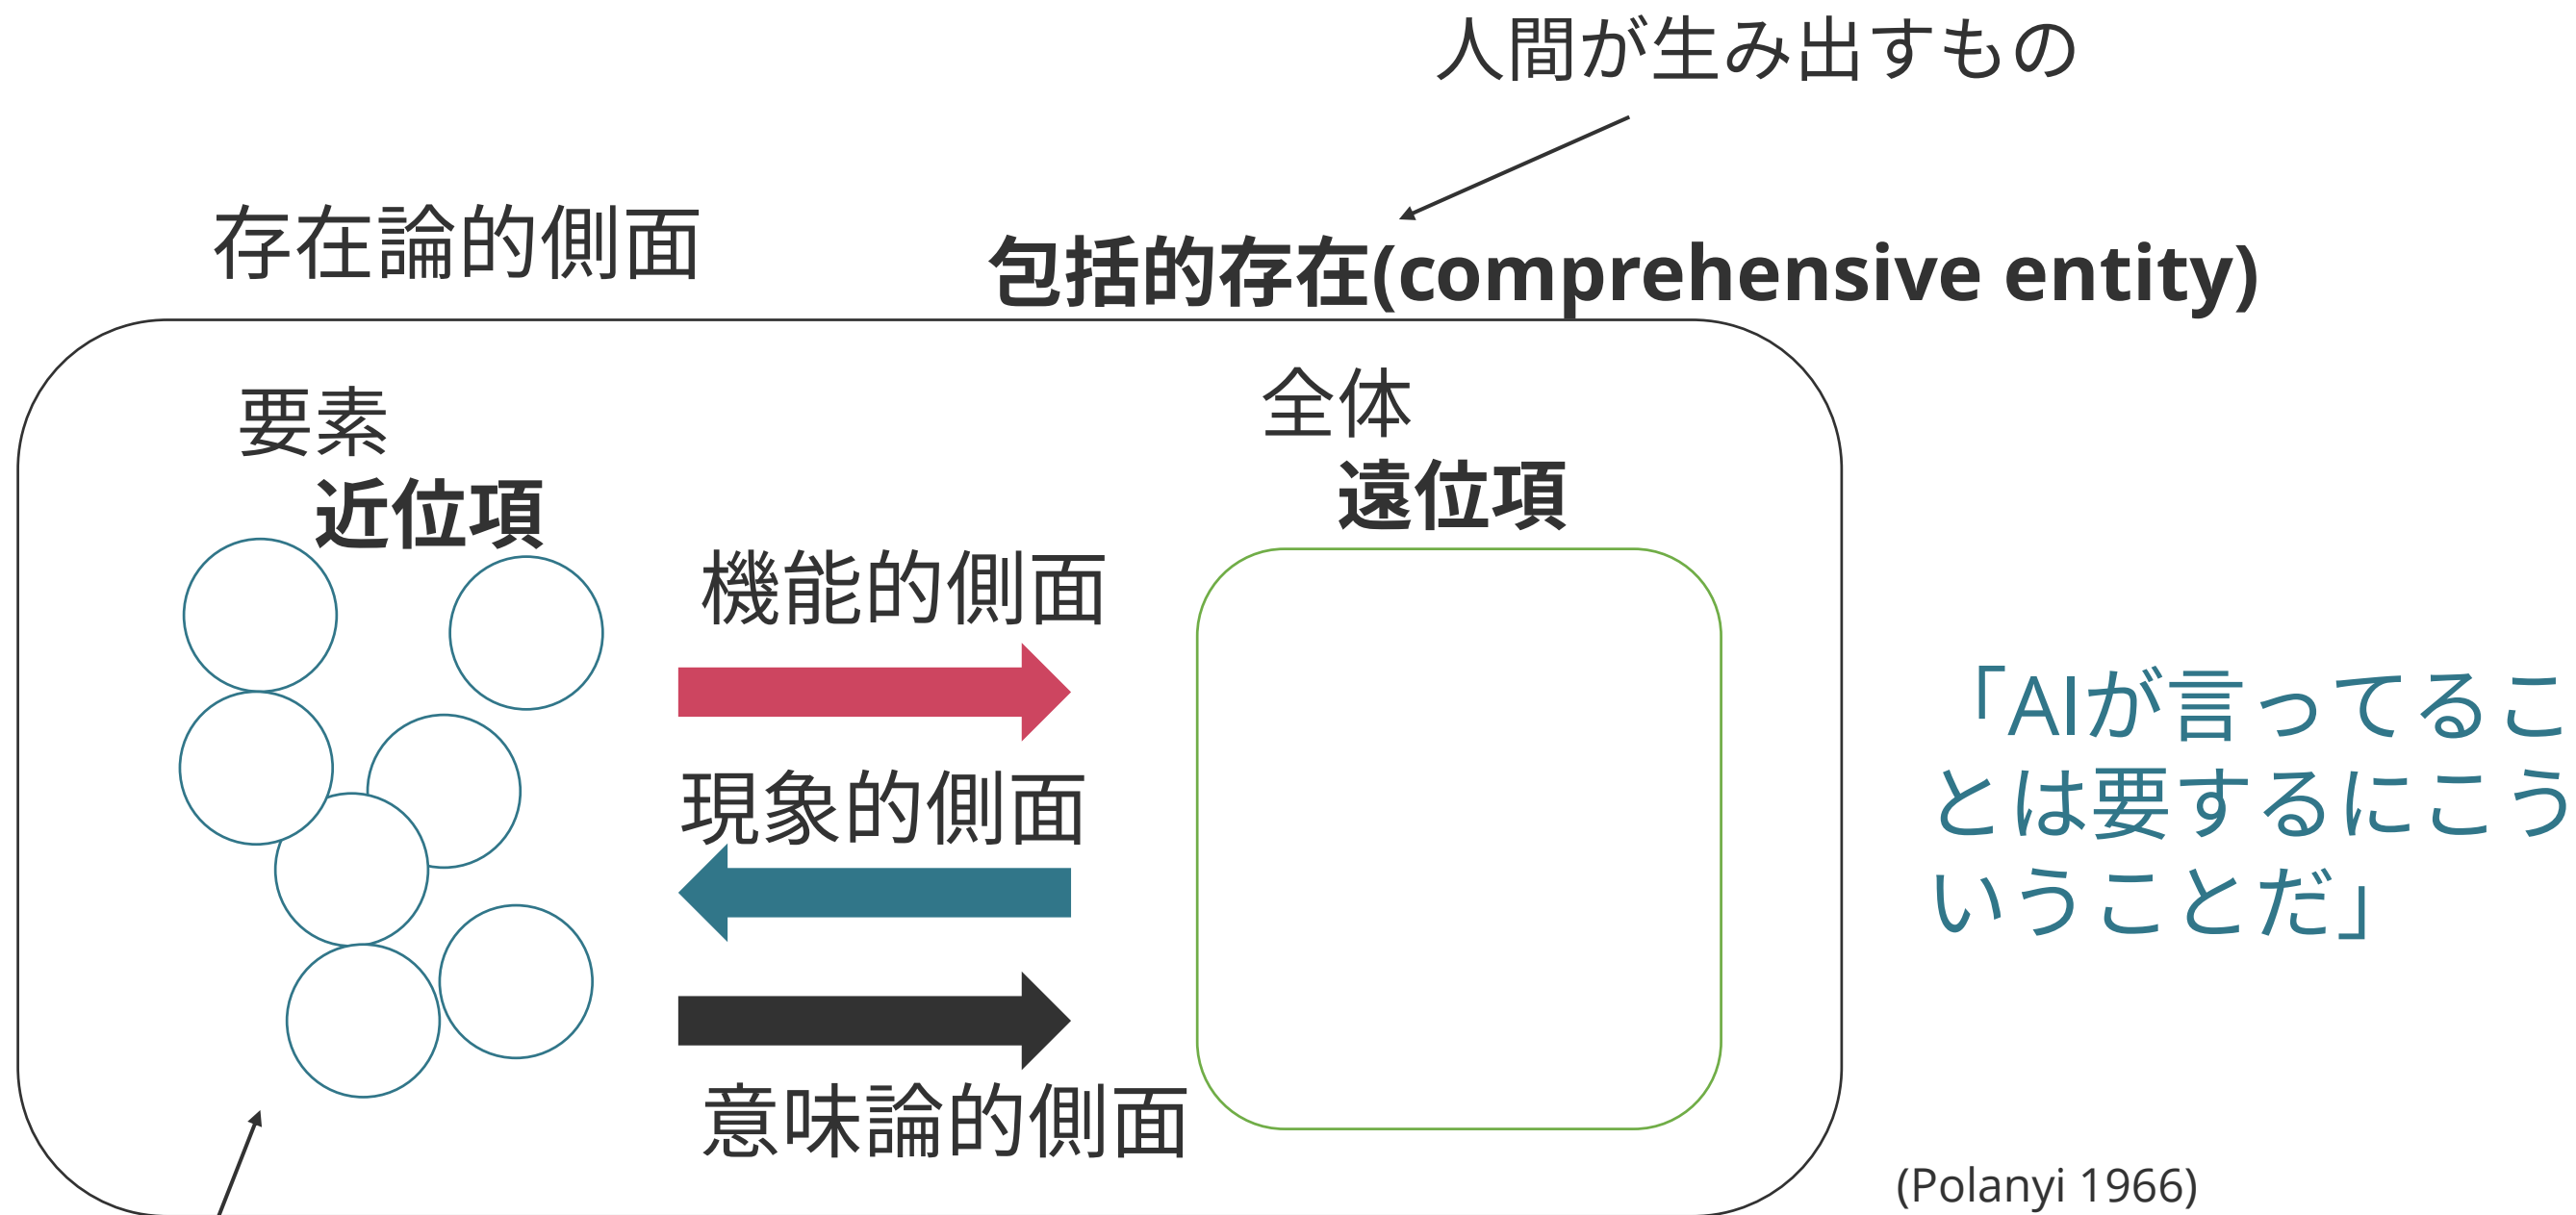 人間が生み出すもの
存在論的側面
包括的存在(comprehensive entity)
要素
近位項
全体
遠位項
機能的側面
現象的側面
意味論的側面
「AIが言ってるこ
とは要するにこう
いうことだ」
(Polanyi 1966)